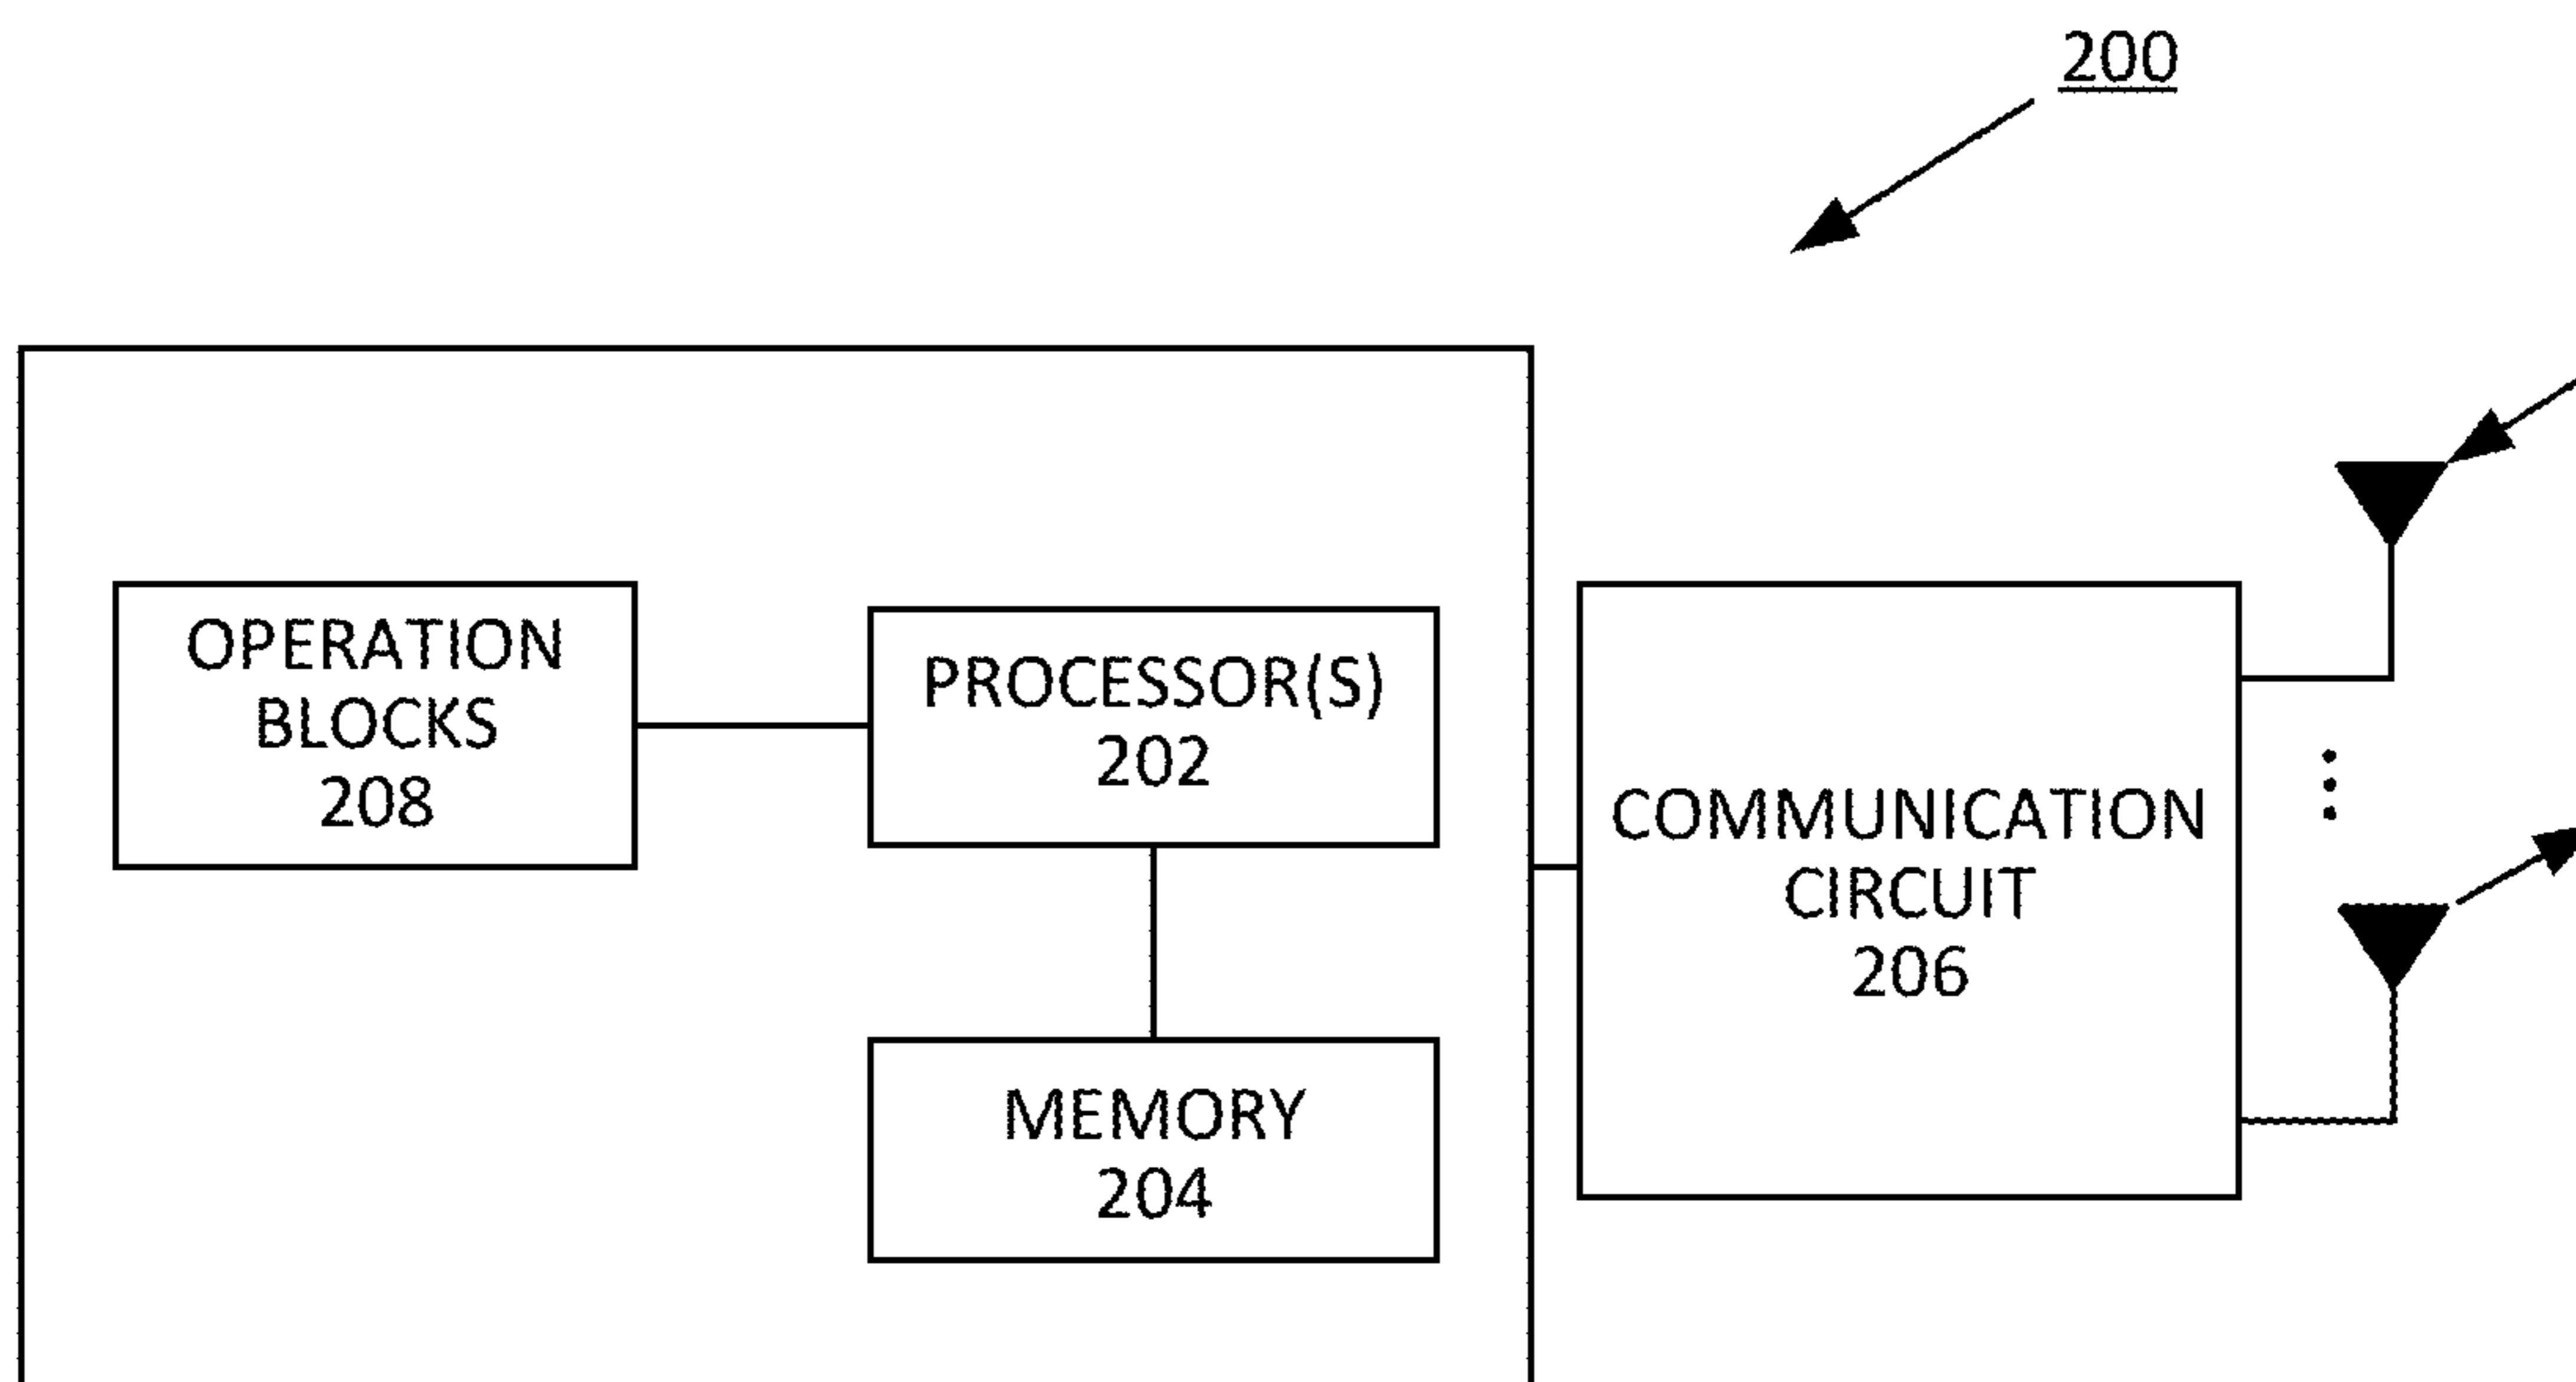 200
OPERATION
BLOCKS
208
PROCESSOR(S)
202
MEMORY
204
COMMUNICATION
CIRCUIT
206